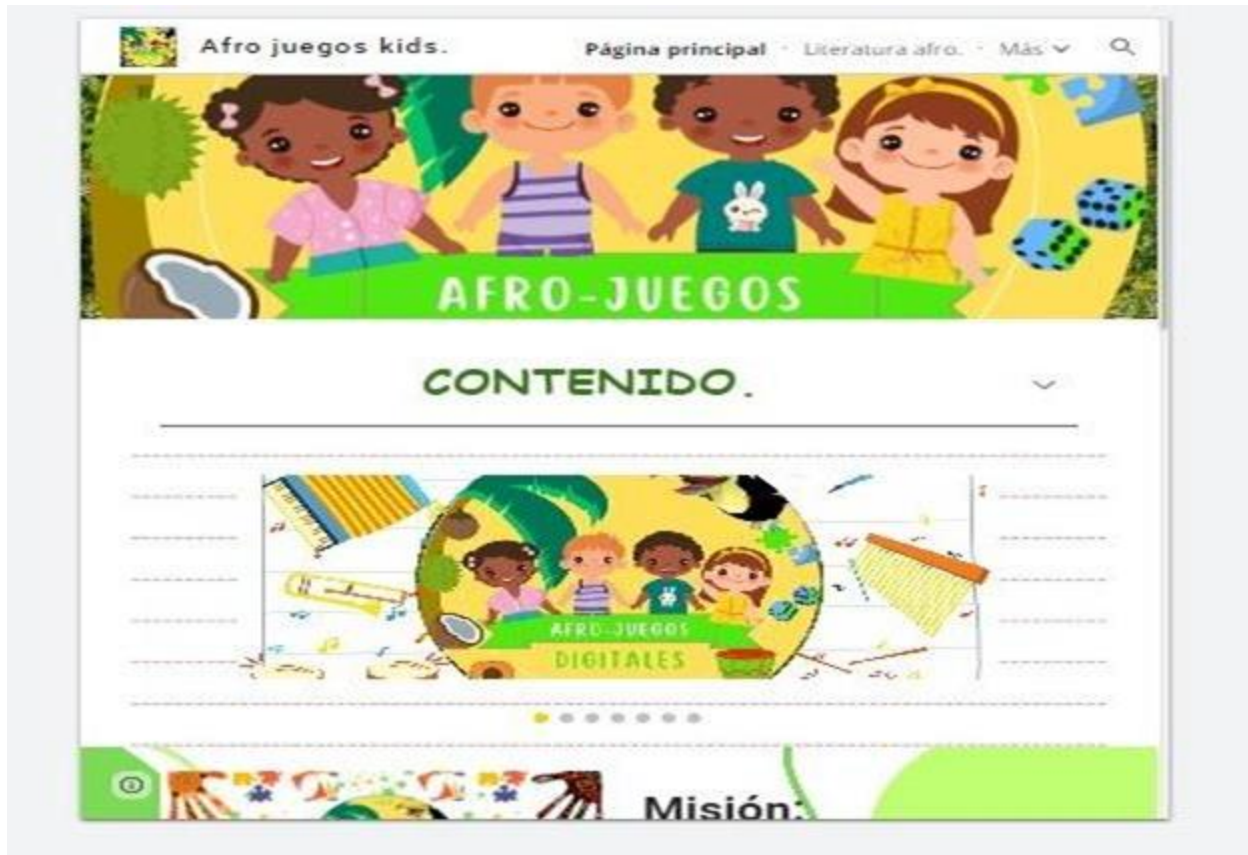 Afro juegos kids.
Página principal · Literatura afro. · Más
AFRO-JUEGOS
CONTENIDO.
AFRO-JUEGOS
DIGITALES
Misión: